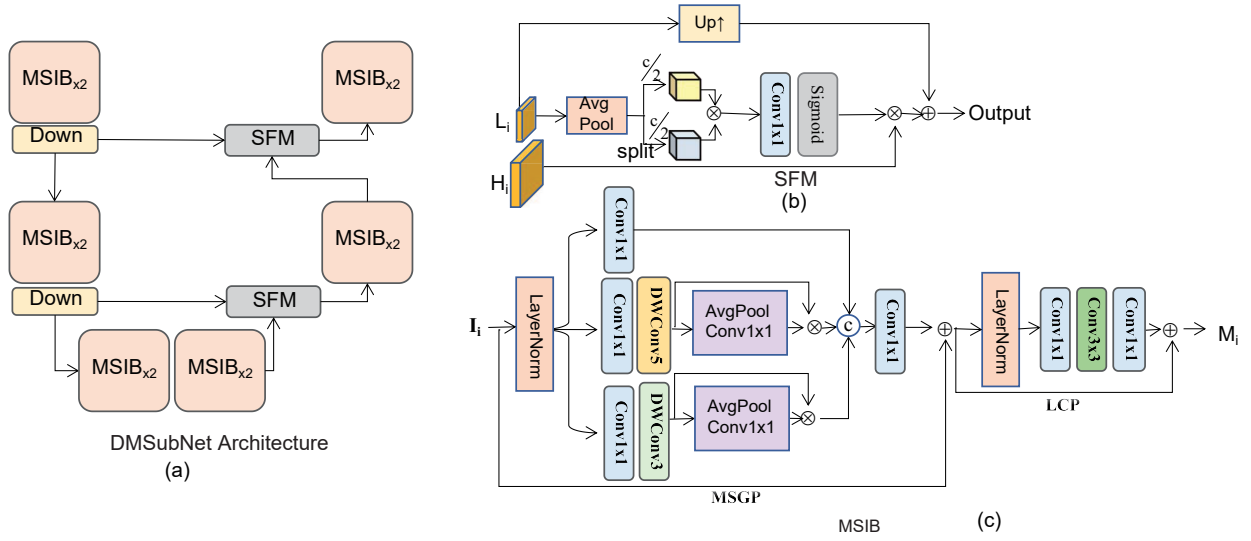 MSIBx2
Down
MSIBx2
SFM
MSIBx2
MSIBx2
Down
SFM
MSIBx2
MSIBx2
DMSubNet Architecture
(a)
Up↑
Li
Avg
Pool
c/2
c/2
split
Conv1x1
Sigmoid
Output
Hi
SFM
(b)
Ii
LayerNorm
Conv1x1
Conv1x1
DWConv5
AvgPool
Conv1x1
Conv1x1
DWConv3
AvgPool
Conv1x1
c
Conv1x1
MSGP
LayerNorm
Conv1x1
Conv3x3
Conv1x1
Mi
LCP
MSIB
(c)